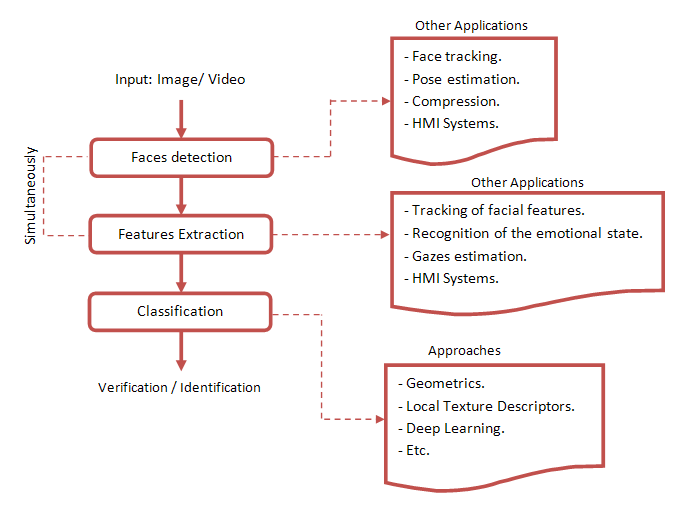 Other Applications
- Face tracking.
- Pose estimation.
- Compression.
- HMI Systems.
Input: Image/ Video
Faces detection
Simultaneously
Other Applications
- Tracking of facial features.
- Recognition of the emotional state.
- Gazes estimation.
- HMI Systems.
Features Extraction
Classification
Approaches
- Geometrics.
- Local Texture Descriptors.
- Deep Learning.
- Etc.
Verification / Identification